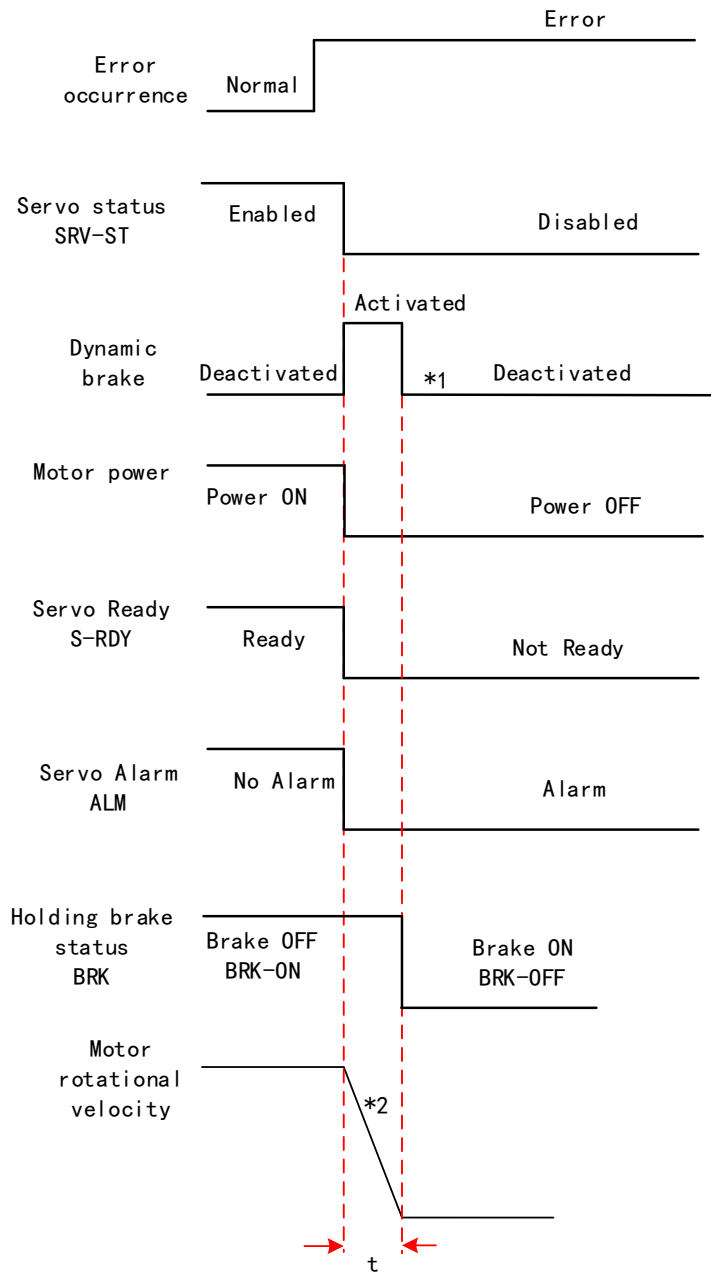 Error
Error
occurrence
Normal
Servo status
SRV-ST
Enabled
Disabled
Activated
Dynamic
brake
Deactivated
*1
Deactivated
Motor power
Power ON
Power OFF
Servo Ready
S-RDY
Ready
Not Ready
Servo Alarm
ALM
No Alarm
Alarm
Holding brake
status
BRK
Brake OFF
BRK-ON
Brake ON
BRK-OFF
Motor
rotational
velocity
*2
t